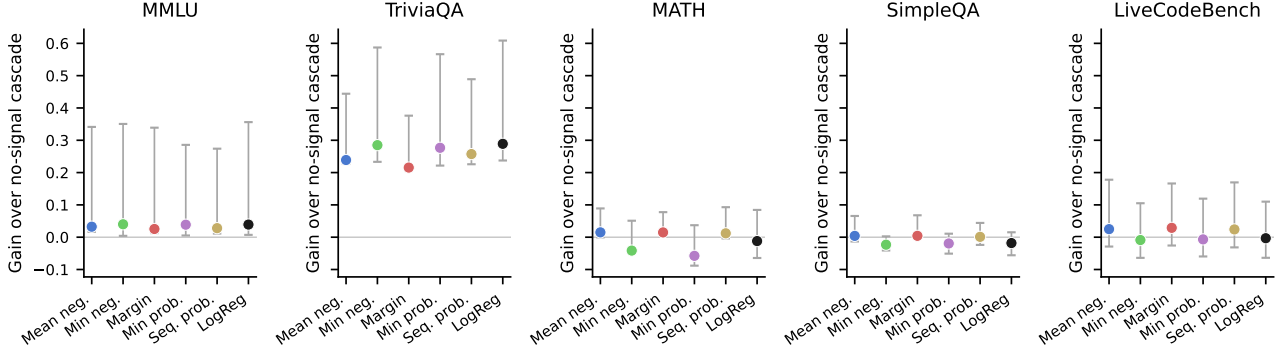 MMLU
Gain over no-signal cascade
0.6
0.5
0.4
0.3
0.2
0.1
0.0
−0.1
Mean neg.
Min neg.
Margin
Min prob.
Seq. prob.
LogReg
TriviaQA
Gain over no-signal cascade
Mean neg.
Min neg.
Margin
Min prob.
Seq. prob.
LogReg
MATH
Gain over no-signal cascade
Mean neg.
Min neg.
Margin
Min prob.
Seq. prob.
LogReg
SimpleQA
Gain over no-signal cascade
Mean neg.
Min neg.
Margin
Min prob.
Seq. prob.
LogReg
LiveCodeBench
Gain over no-signal cascade
Mean neg.
Min neg.
Margin
Min prob.
Seq. prob.
LogReg